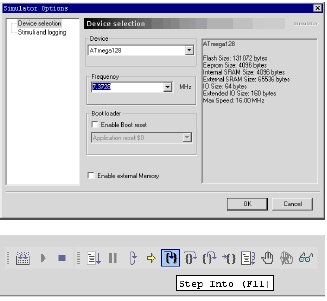 Simulator Options
Device selection
Stimuli and logging
Device selection
Device
ATmega128
Frequency
7.3728
MHz
Bootloader
Enable Boot reset
Application reset $0
Enable external Memory
ATmega128
Flash Size: 131072 bytes
Eeprom Size: 4096 bytes
Internal SRAM Size: 4096 bytes
External SRAM Size: 65536 bytes
IO Size: 64 bytes
Extended IO Size: 160 bytes
Max Speed: 16.00 MHz
OK
Cancel
Step Into (F11)